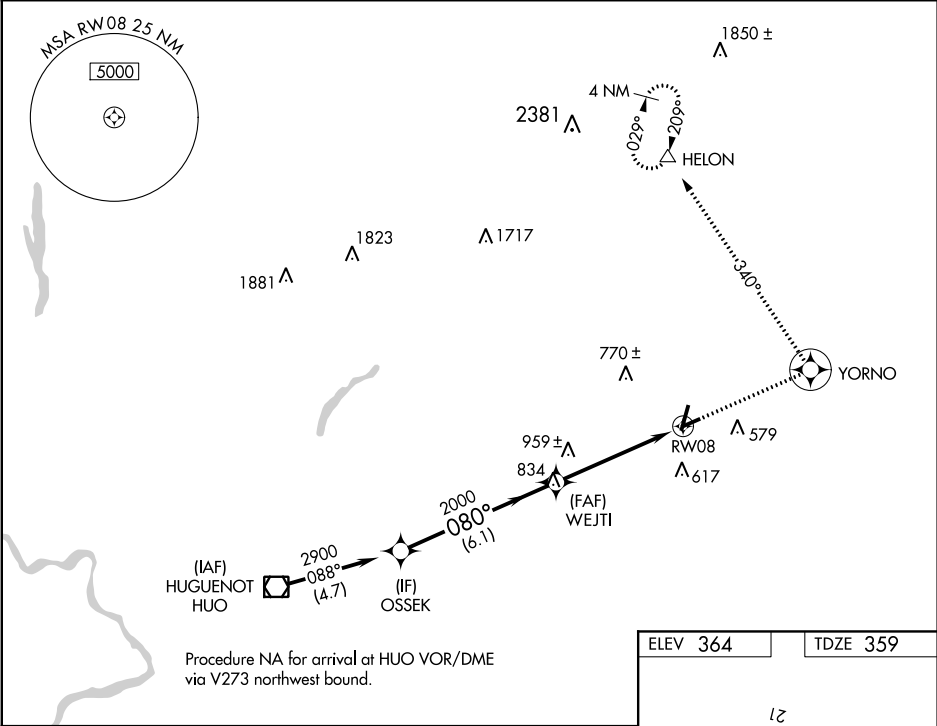 MSA RW08 25 NM
5000
1850 ±
4 NM
2381
029°
209°
HELON
1823
1717
1881
340°
770 ±
YORNO
959 ±
579
RW08
834
617
(FAF)
WEJTI
2000
080°
(6.1)
(IAF)
HUGUENOT
HUO
2900
088°
(4.7)
(IF)
OSSEK
Procedure NA for arrival at HUO VOR/DME
via V273 northwest bound.
ELEV 364
TDZE 359
21